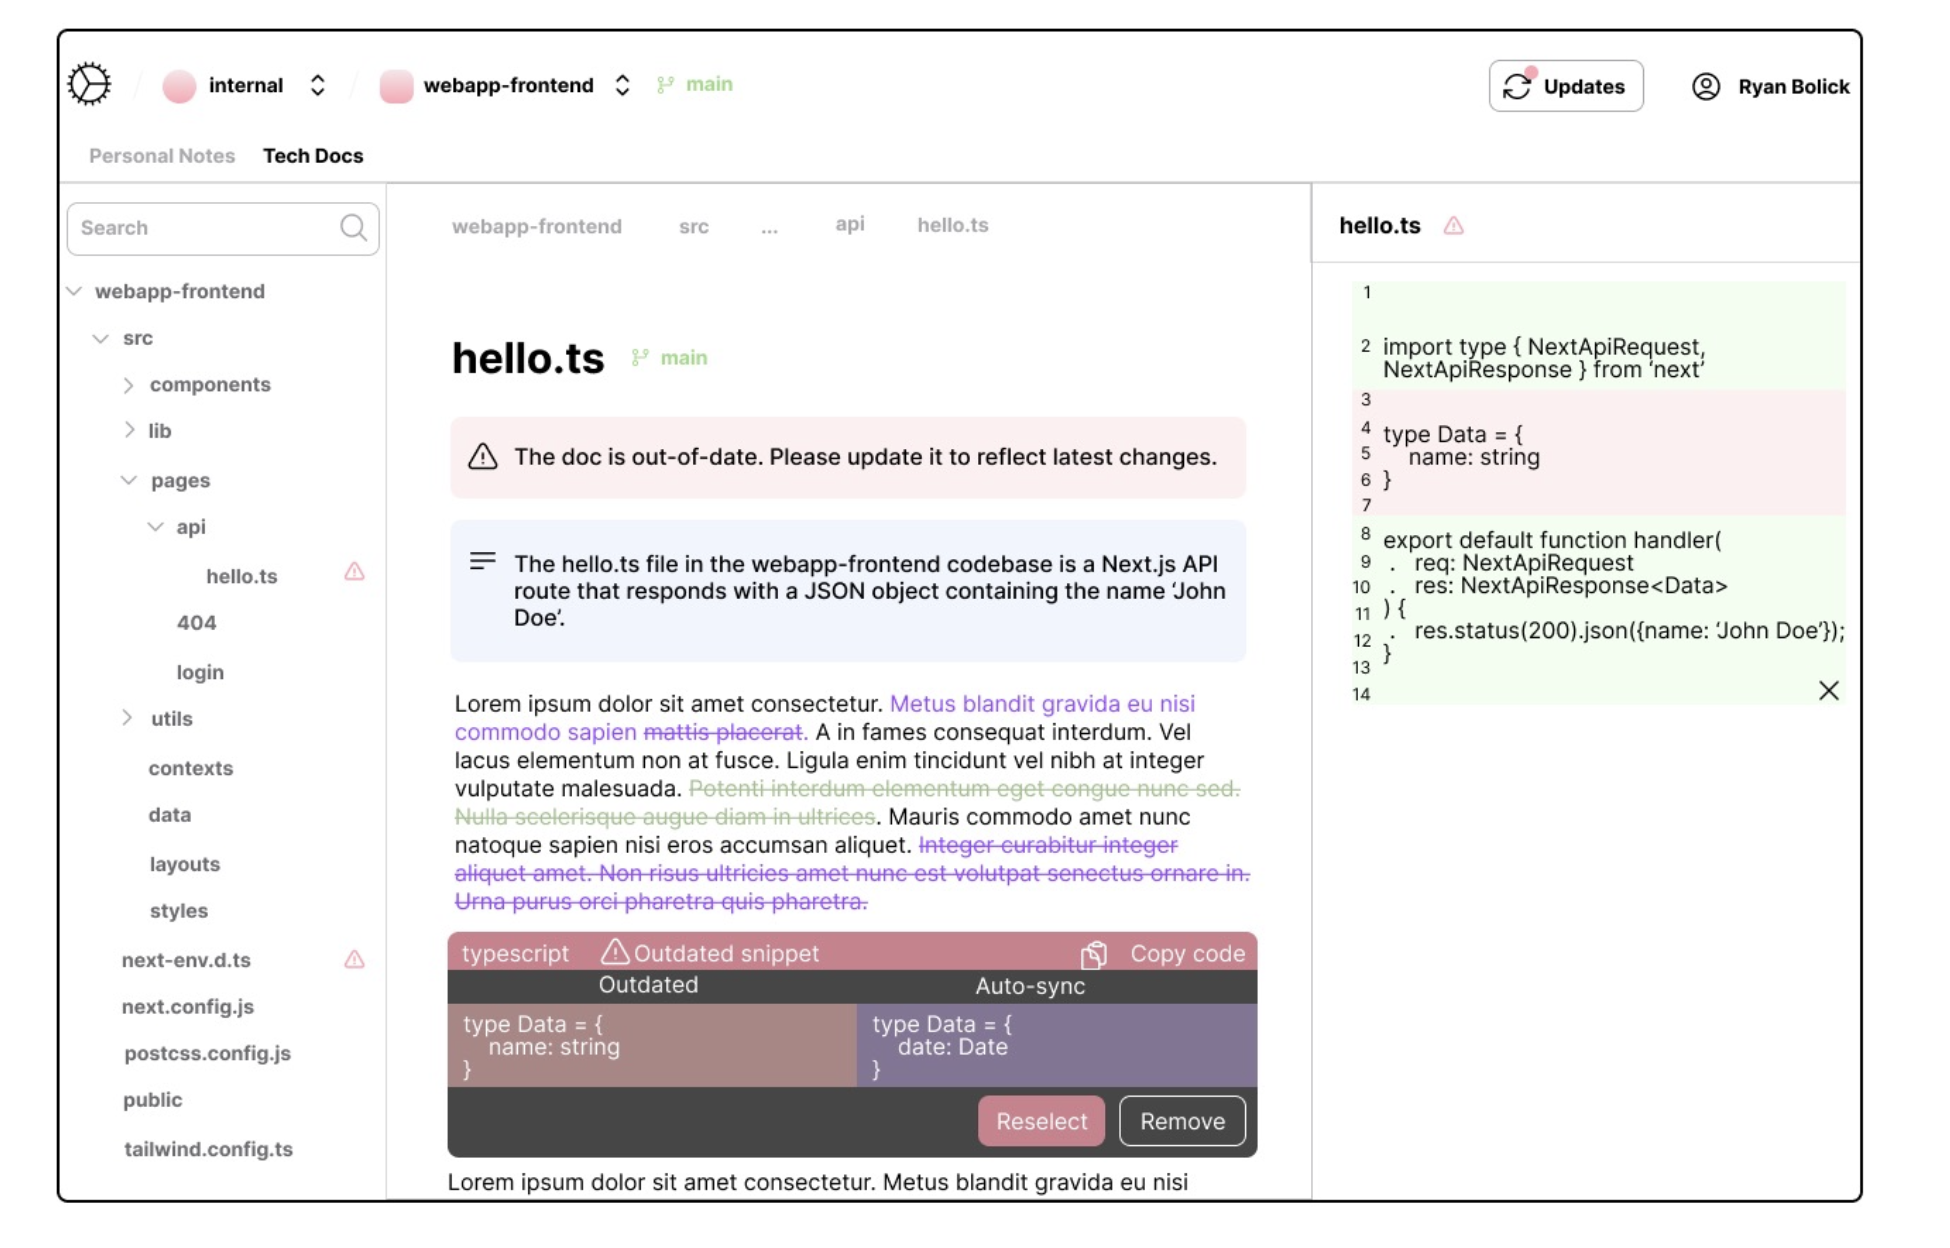 internal
webapp-frontend
main
Updates
Ryan Bolick
Personal Notes
Tech Docs
Search
webapp-frontend
src
components
lib
pages
api
hello.ts
404
login
utils
contexts
data
layouts
styles
next-env.d.ts
next.config.js
postcss.config.js
public
tailwind.config.ts
webapp-frontend src ... api hello.ts
hello.ts main
The doc is out-of-date. Please update it to reflect latest changes.
The hello.ts file in the webapp-frontend codebase is a Next.js API
route that responds with a JSON object containing the name ‘John
Doe’.
Lorem ipsum dolor sit amet consectetur. Metus blandit gravida eu nisi
commodo sapien mattis placerat. A in fames consequat interdum. Vel
lacus elementum non at fusce. Ligula enim tincidunt vel nibh at integer
vulputate malesuada. Potenti interdum elementum eget congue nunc sed.
Nulla scelerisque augue diam in ultrices. Mauris commodo amet nunc
natoque sapien nisi eros accumsan aliquet. Integer curabitur integer
aliquet amet. Non risus ultricies amet nunc est volutpat senectus ornare in.
Urna purus orci pharetra quis pharetra.
typescript Outdated snippet Copy code
Outdated
type Data = {
name: string
}
Auto-sync
type Data = {
date: Date
}
Reselect Remove
Lorem ipsum dolor sit amet consectetur. Metus blandit gravida eu nisi
hello.ts
1
2 import type { NextApiRequest,
NextApiResponse } from ‘next’
3
4 type Data = {
5 name: string
6 }
7
8 export default function handler(
9 . req: NextApiRequest
10 . res: NextApiResponse<Data>
11 ) {
12 . res.status(200).json({name: ‘John Doe’});
13 }
14